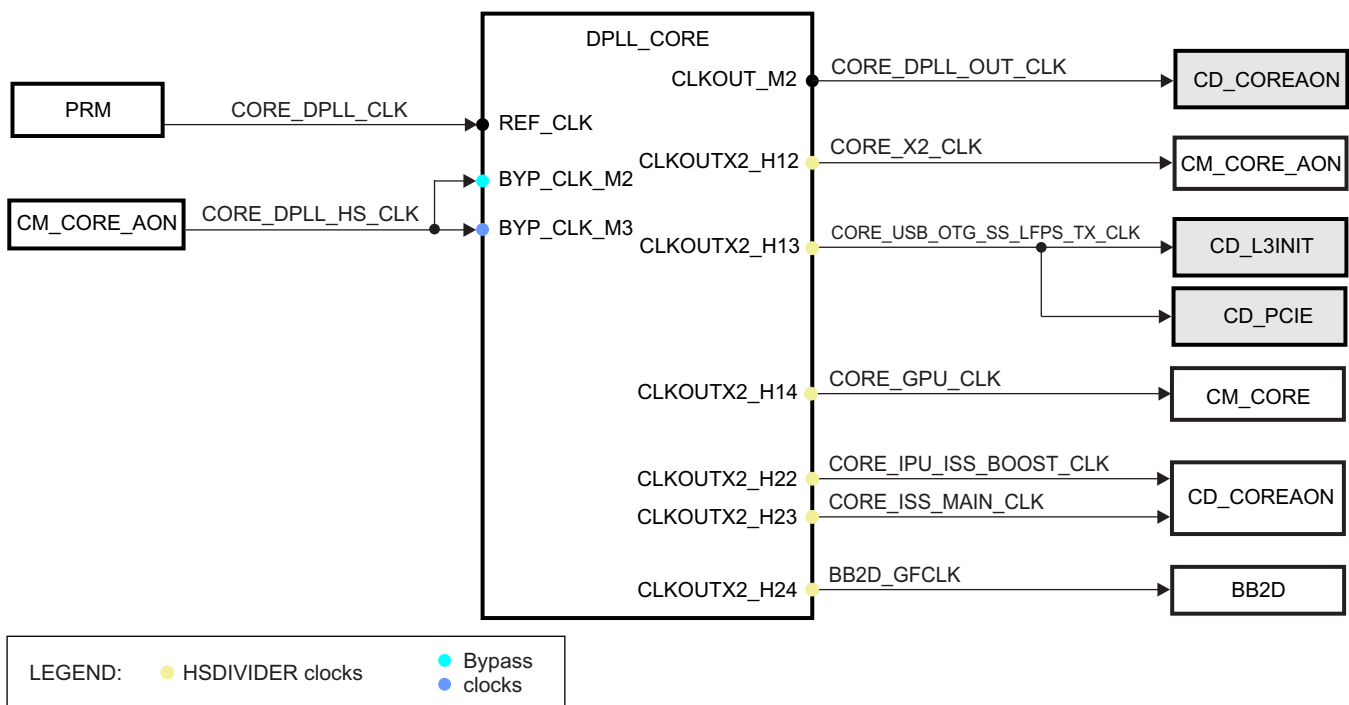 DPLL_CORE
PRM
CORE_DPLL_CLK
REF_CLK
CM_CORE_AON
CORE_DPLL_HS_CLK
BYP_CLK_M2
BYP_CLK_M3
CLKOUT_M2
CORE_DPLL_OUT_CLK
CD_COREAON
CLKOUTX2_H12
CORE_X2_CLK
CM_CORE_AON
CLKOUTX2_H13
CORE_USB_OTG_SS_LFPS_TX_CLK
CD_L3INIT
CD_PCIE
CLKOUTX2_H14
CORE_GPU_CLK
CM_CORE
CLKOUTX2_H22
CORE_IPU_ISS_BOOST_CLK
CLKOUTX2_H23
CORE_ISS_MAIN_CLK
CD_COREAON
CLKOUTX2_H24
BB2D_GFCLK
BB2D
LEGEND:
HSDIVIDER clocks
Bypass
clocks